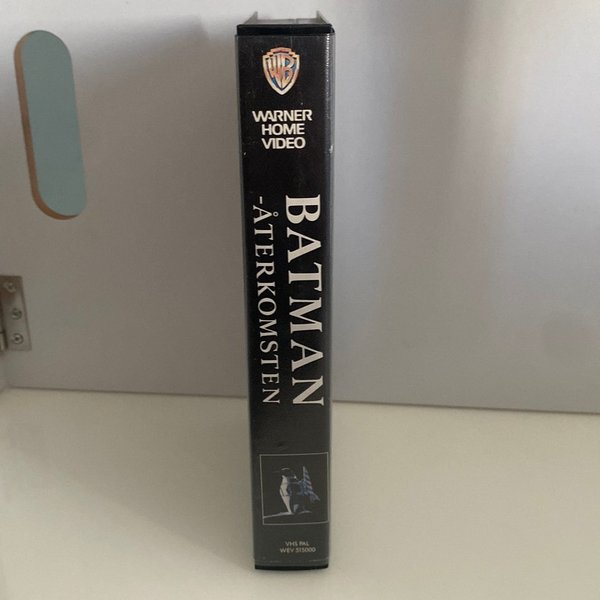 WB
WARNER
HOME
VIDEO
BATMAN
-ÅTERKOMSTEN
VHS PAL
WEV 515000